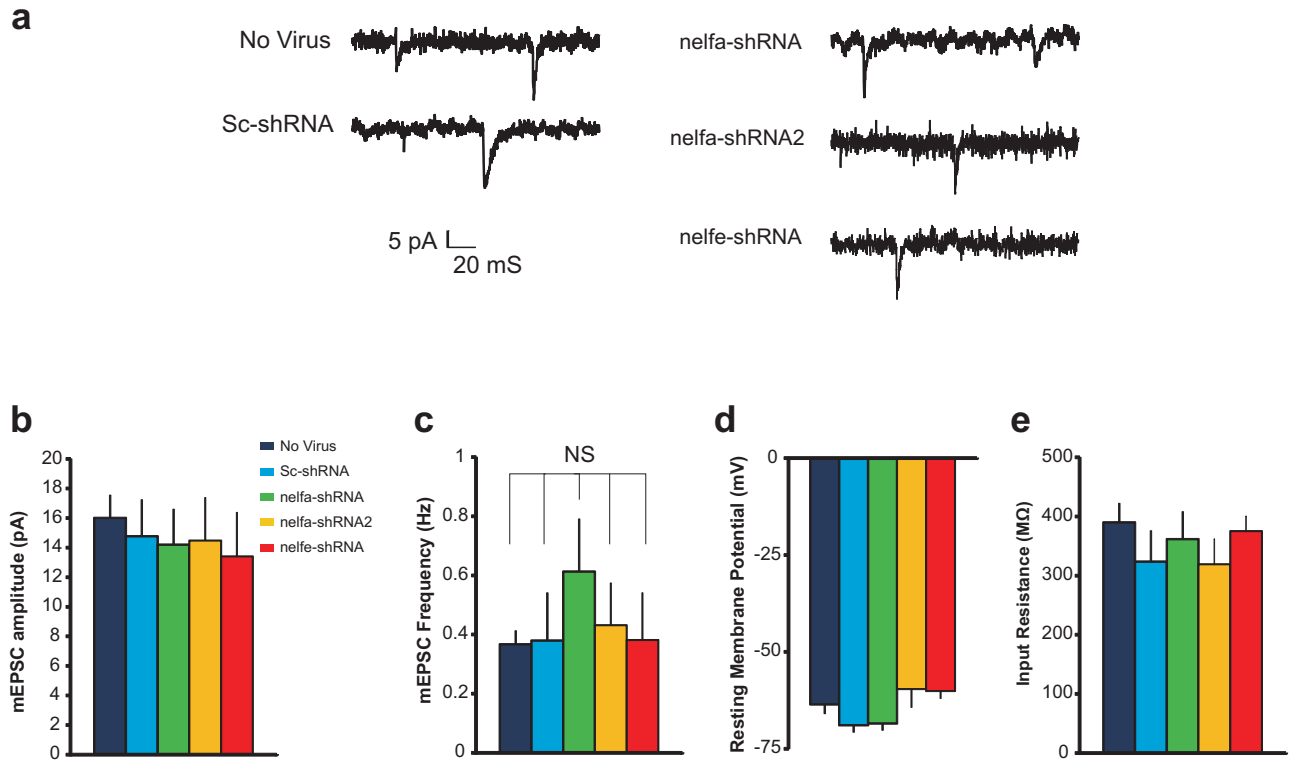 a
No Virus
Sc-shRNA
5 pA
20 mS
nelfa-shRNA
nelfa-shRNA2
nelfe-shRNA
b
mEPSC amplitude (pA)
20
18
16
14
12
10
8
6
4
2
0
No Virus
Sc-shRNA
nelfa-shRNA
nelfa-shRNA2
nelfe-shRNA
c
mEPSC Frequency (Hz)
1
0.8
0.6
0.4
0.2
0
NS
d
Resting Membrane Potential (mV)
0
-25
-50
-75
e
Input Resistance (MΩ)
500
400
300
200
100
0